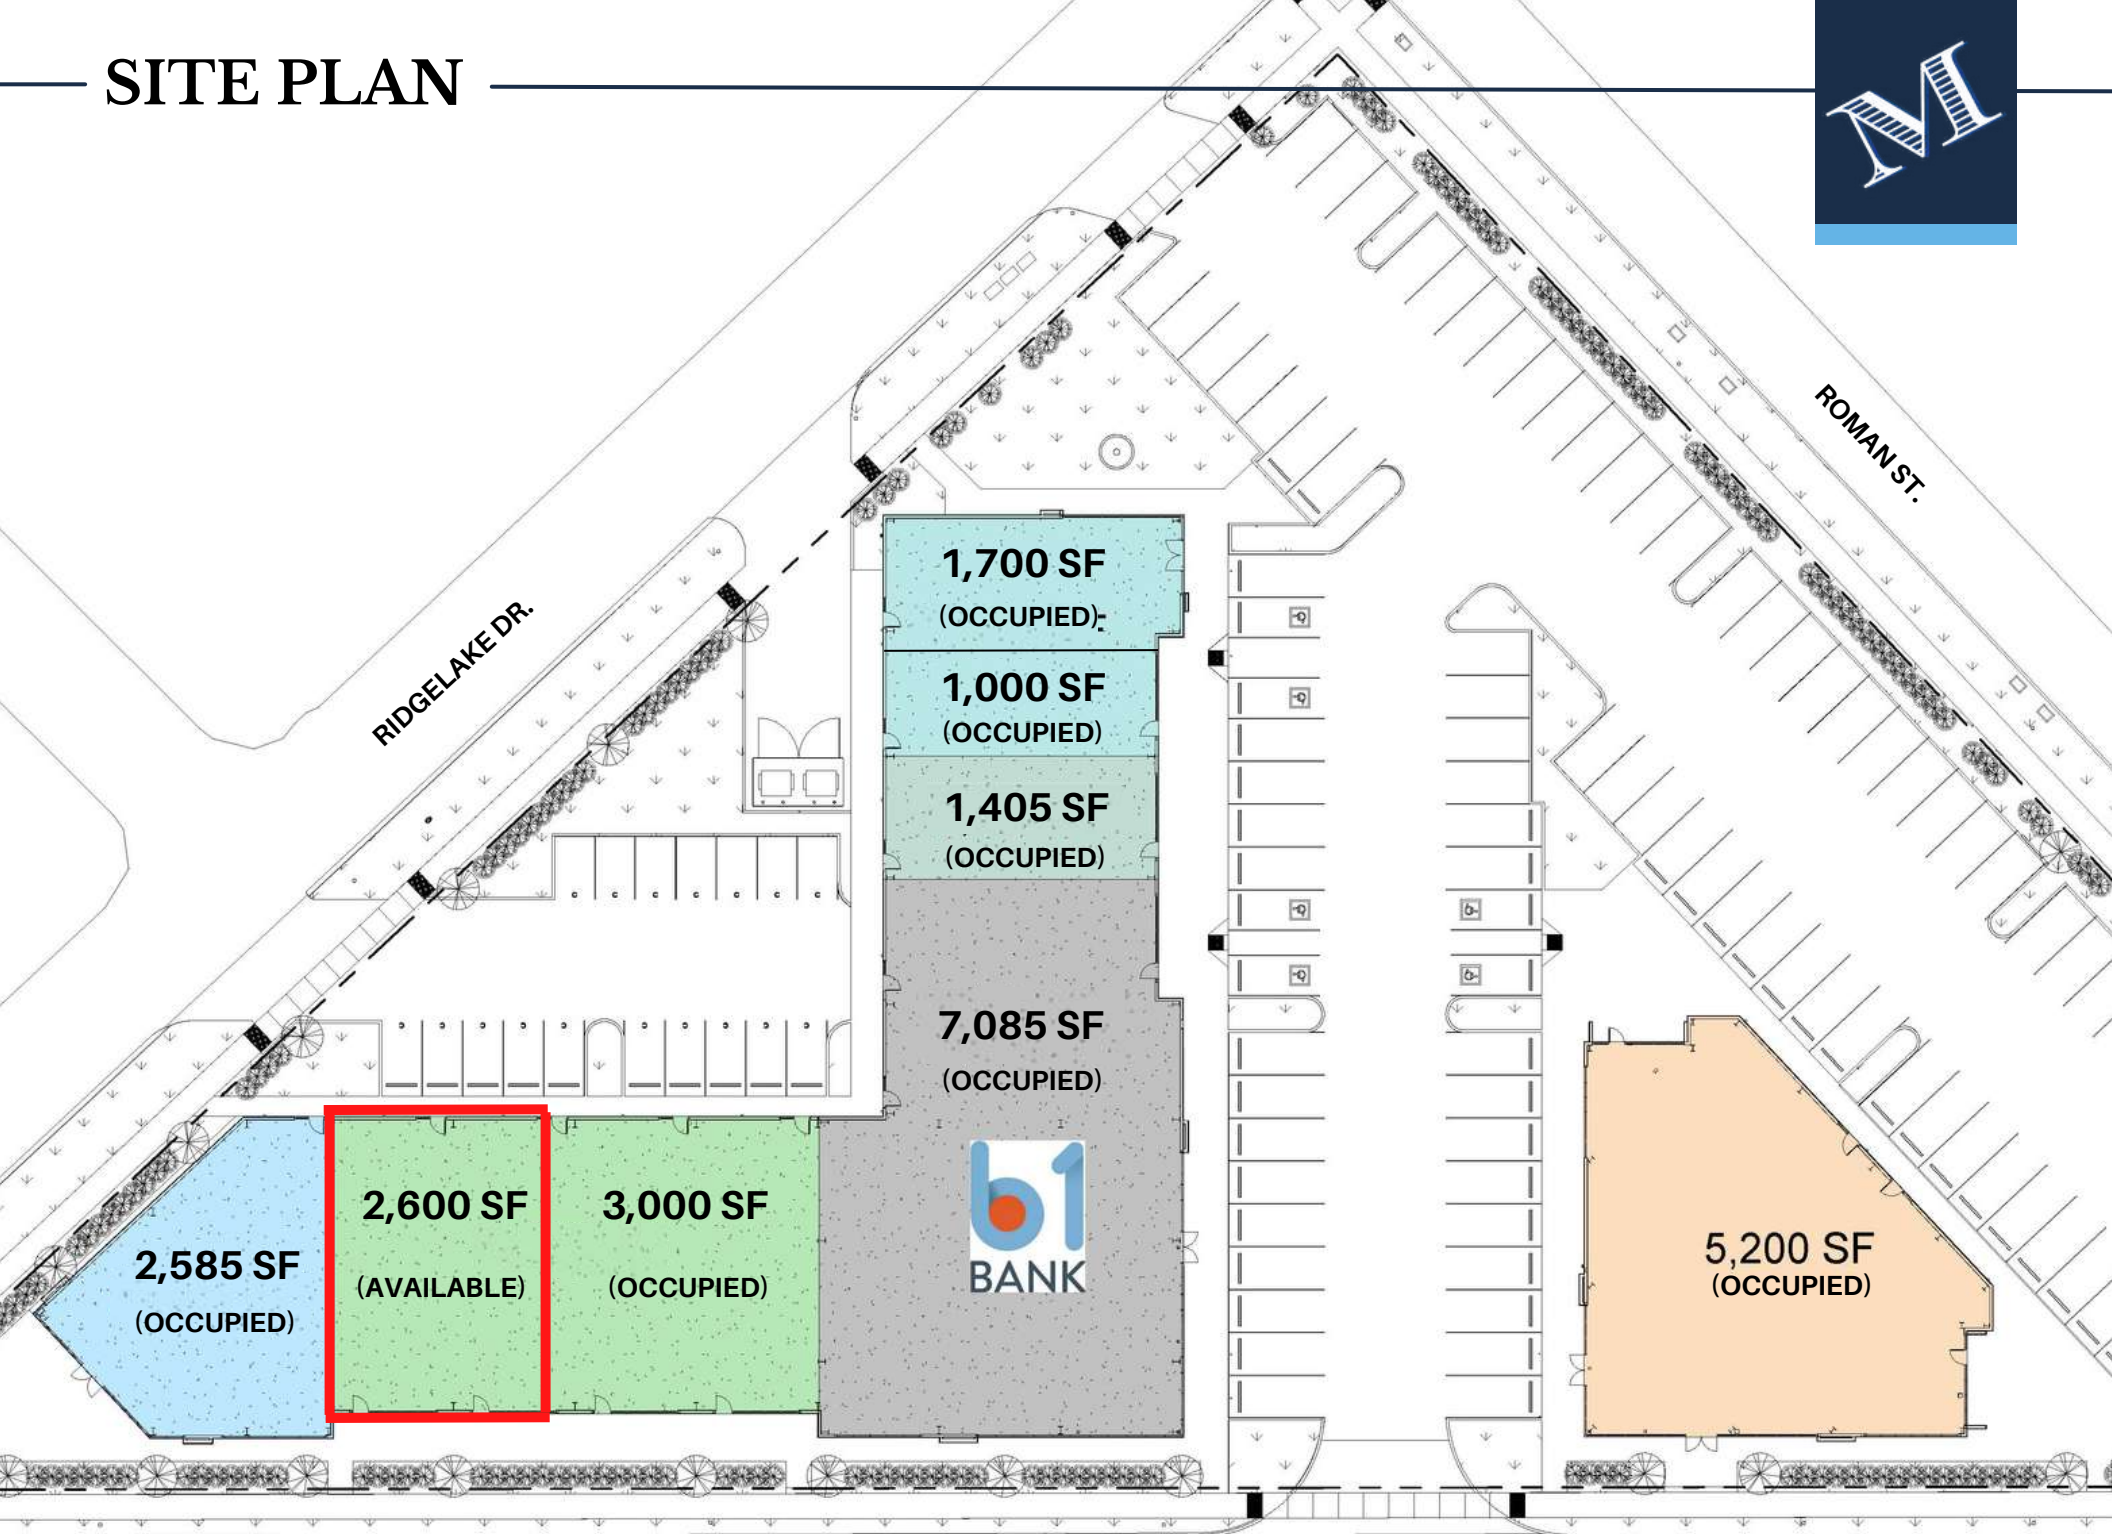 SITE PLAN
M
ROMAN ST.
RIDGELAKE DR.
1,700 SF
(OCCUPIED)
1,000 SF
(OCCUPIED)
1,405 SF
(OCCUPIED)
7,085 SF
(OCCUPIED)
b1
BANK
2,600 SF
(AVAILABLE)
3,000 SF
(OCCUPIED)
2,585 SF
(OCCUPIED)
5,200 SF
(OCCUPIED)